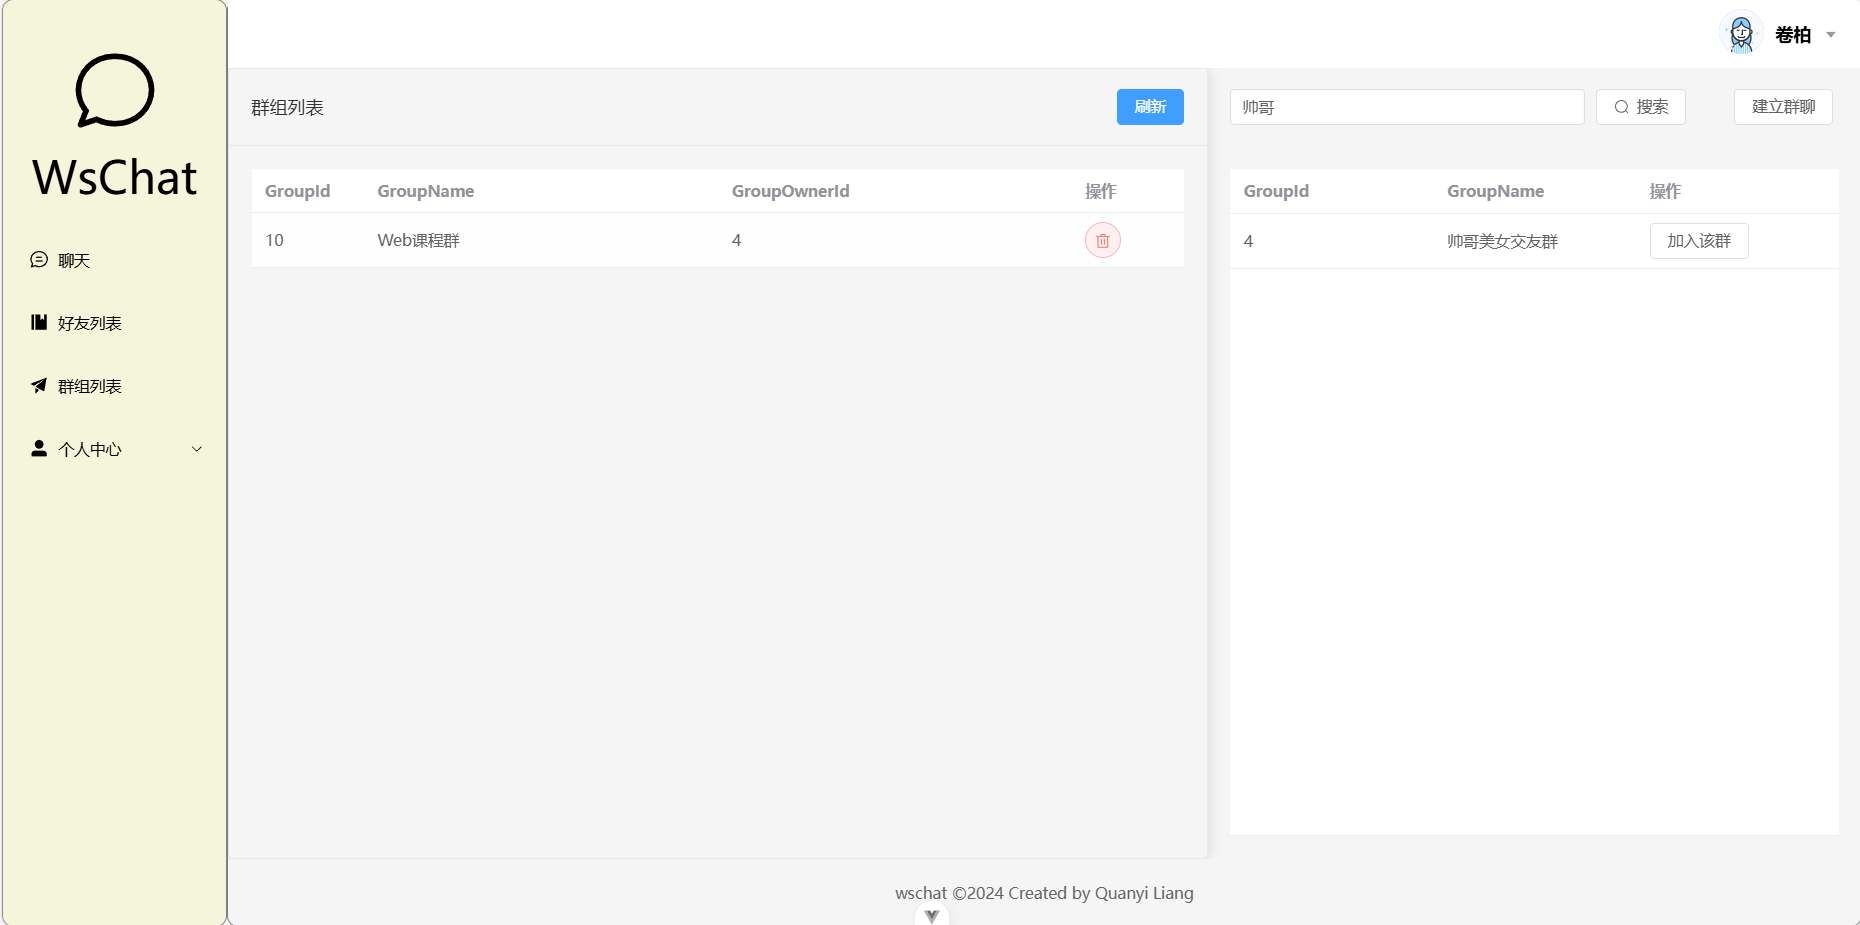 WsChat
聊天
好友列表
群组列表
个人中心
卷柏
群组列表
刷新
GroupId GroupName GroupOwnerId 操作
10 Web课程群 4
帅哥
搜索
建立群聊
GroupId GroupName 操作
4 帅哥美女交友群 加入该群
wschat ©2024 Created by Quanyi Liang